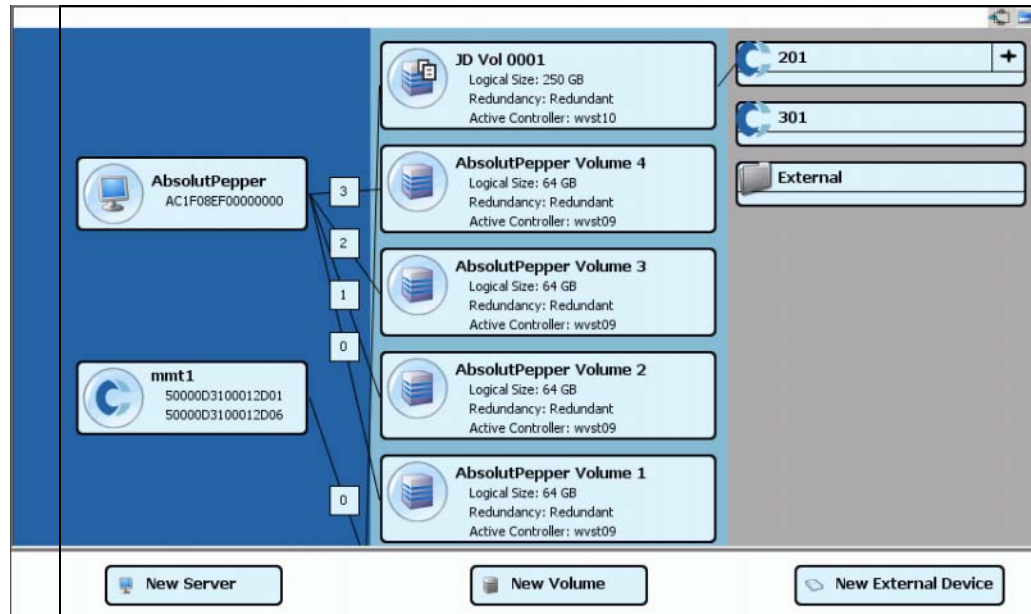 AbsolutPepper
AC1F08EF00000000
mmt1
50000D3100012D01
50000D3100012D06
3
2
1
0
0
JD Vol 0001
Logical Size: 250 GB
Redundancy: Redundant
Active Controller: wvst10
AbsolutPepper Volume 4
Logical Size: 64 GB
Redundancy: Redundant
Active Controller: wvst09
AbsolutPepper Volume 3
Logical Size: 64 GB
Redundancy: Redundant
Active Controller: wvst09
AbsolutPepper Volume 2
Logical Size: 64 GB
Redundancy: Redundant
Active Controller: wvst09
AbsolutPepper Volume 1
Logical Size: 64 GB
Redundancy: Redundant
Active Controller: wvst09
201
301
External
New Server
New Volume
New External Device